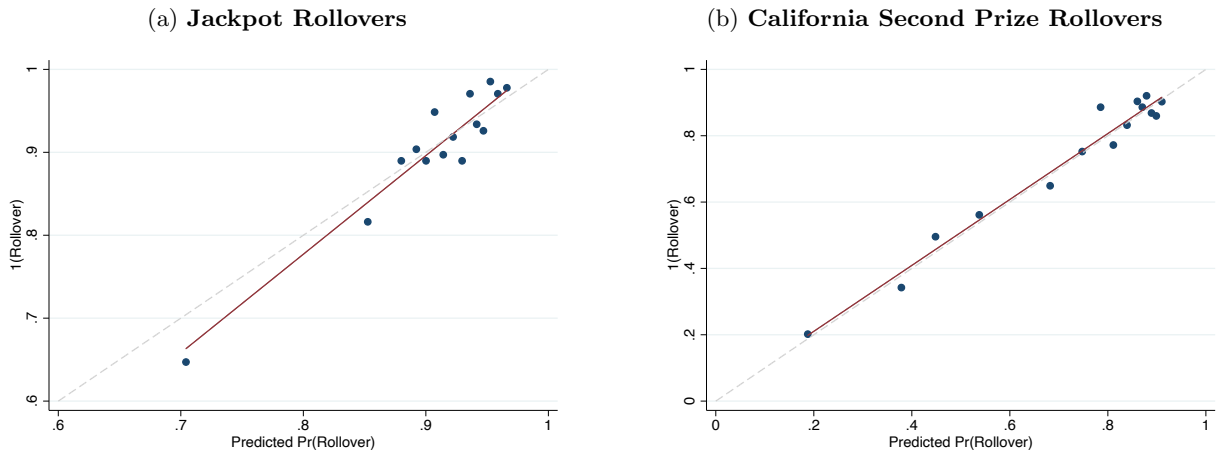 (a) Jackpot Rollovers
1(Rollover)
1
.9
.8
.7
.6
.6 .7 .8 .9 1
Predicted Pr(Rollover)
(b) California Second Prize Rollovers
1(Rollover)
1
.8
.6
.4
.2
0
0 .2 .4 .6 .8 1
Predicted Pr(Rollover)